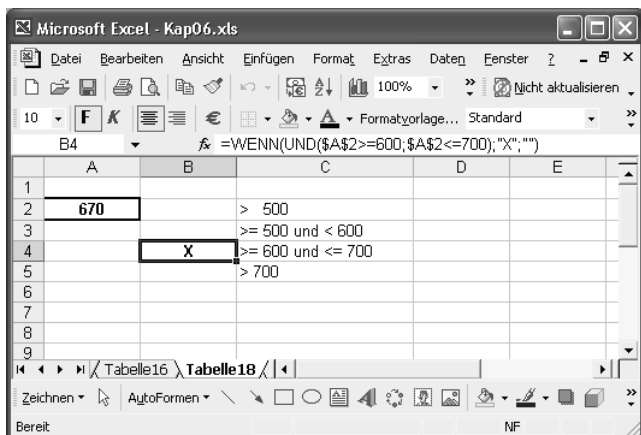 Microsoft Excel - Kap06.xls
Datei Bearbeiten Ansicht Einfügen Format Extras Daten Fenster ?
100% Nicht aktualisieren
10 F K € A Formatvorlage... Standard
B4 fx =WENN(UND($A$2>=600;$A$2<=700);"X";"")
A B C D E
1
2 670 > 500
3 >= 500 und < 600
4 X >= 600 und <= 700
5 > 700
6
7
8
9
Tabelle16 Tabelle18
Zeichnen AutoFormen
Bereit NF